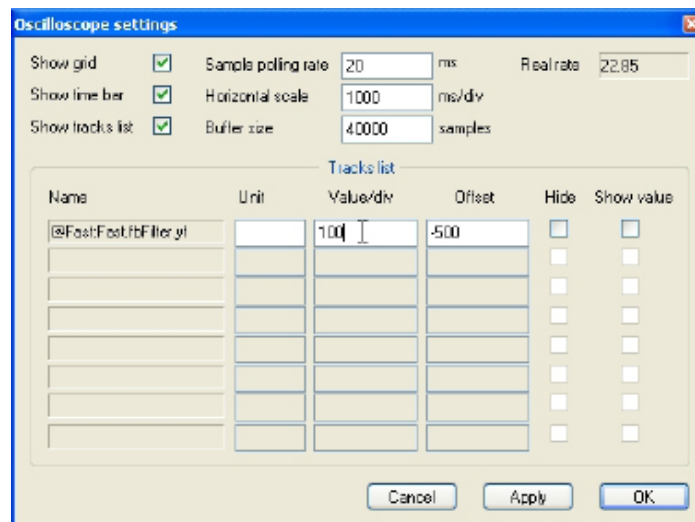 Oscilloscope settings
Show grid Sample polling rate 20 ms Real rate 22.85
Show time bar Horizontal scale 1000 ms/div
Show tracks list Buffer size 40000 samples
Tracks list
Name Unit Value/div Offset Hide Show value
@Fast:Fast.fbFilter.yf 100 -500
Cancel Apply OK